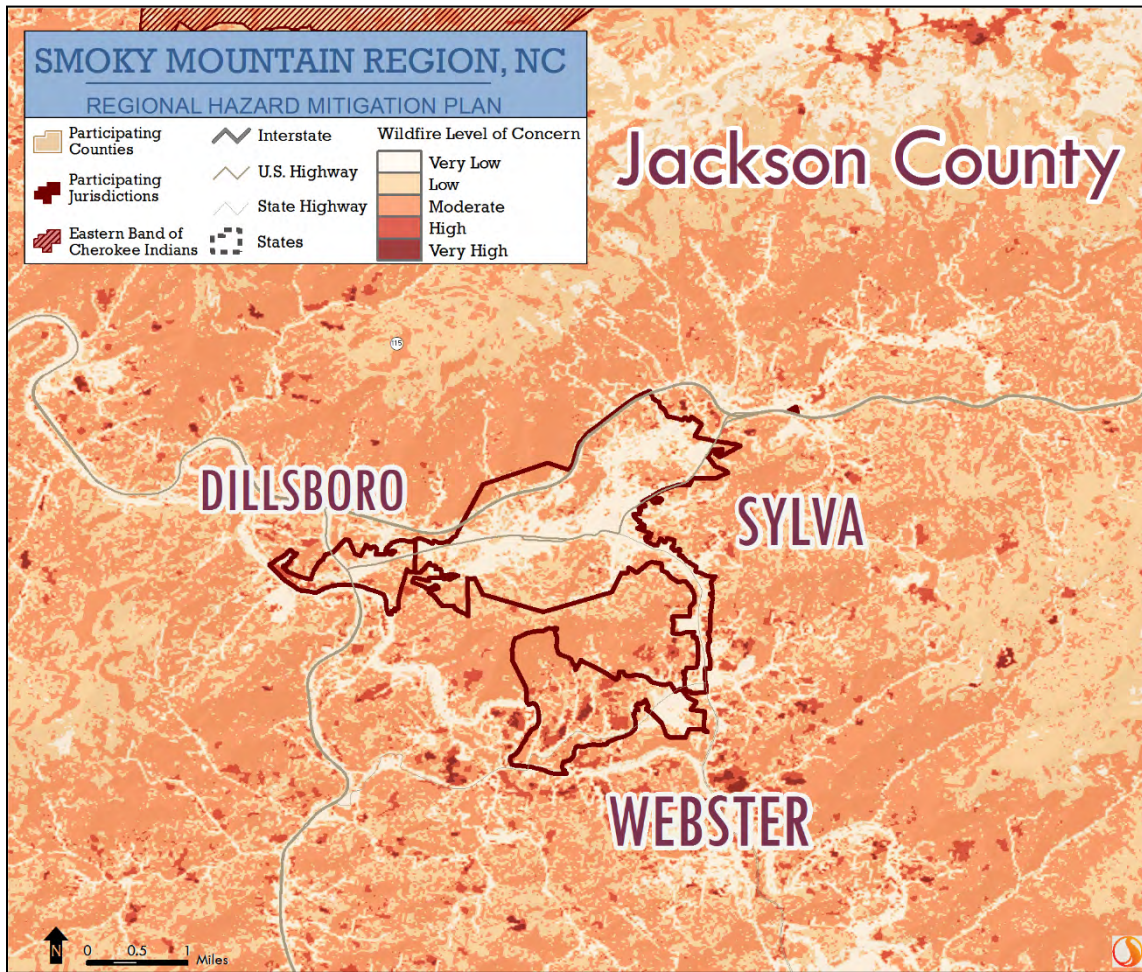 SMOKY MOUNTAIN REGION, NC
REGIONAL HAZARD MITIGATION PLAN
Participating
Counties
Participating
Jurisdictions
Eastern Band of
Cherokee Indians
Interstate
U.S. Highway
State Highway
States
Wildfire Level of Concern
Very Low
Low
Moderate
High
Very High
Jackson County
115
DILLSBORO
SYLVA
WEBSTER
N
0 0.5 1
Miles